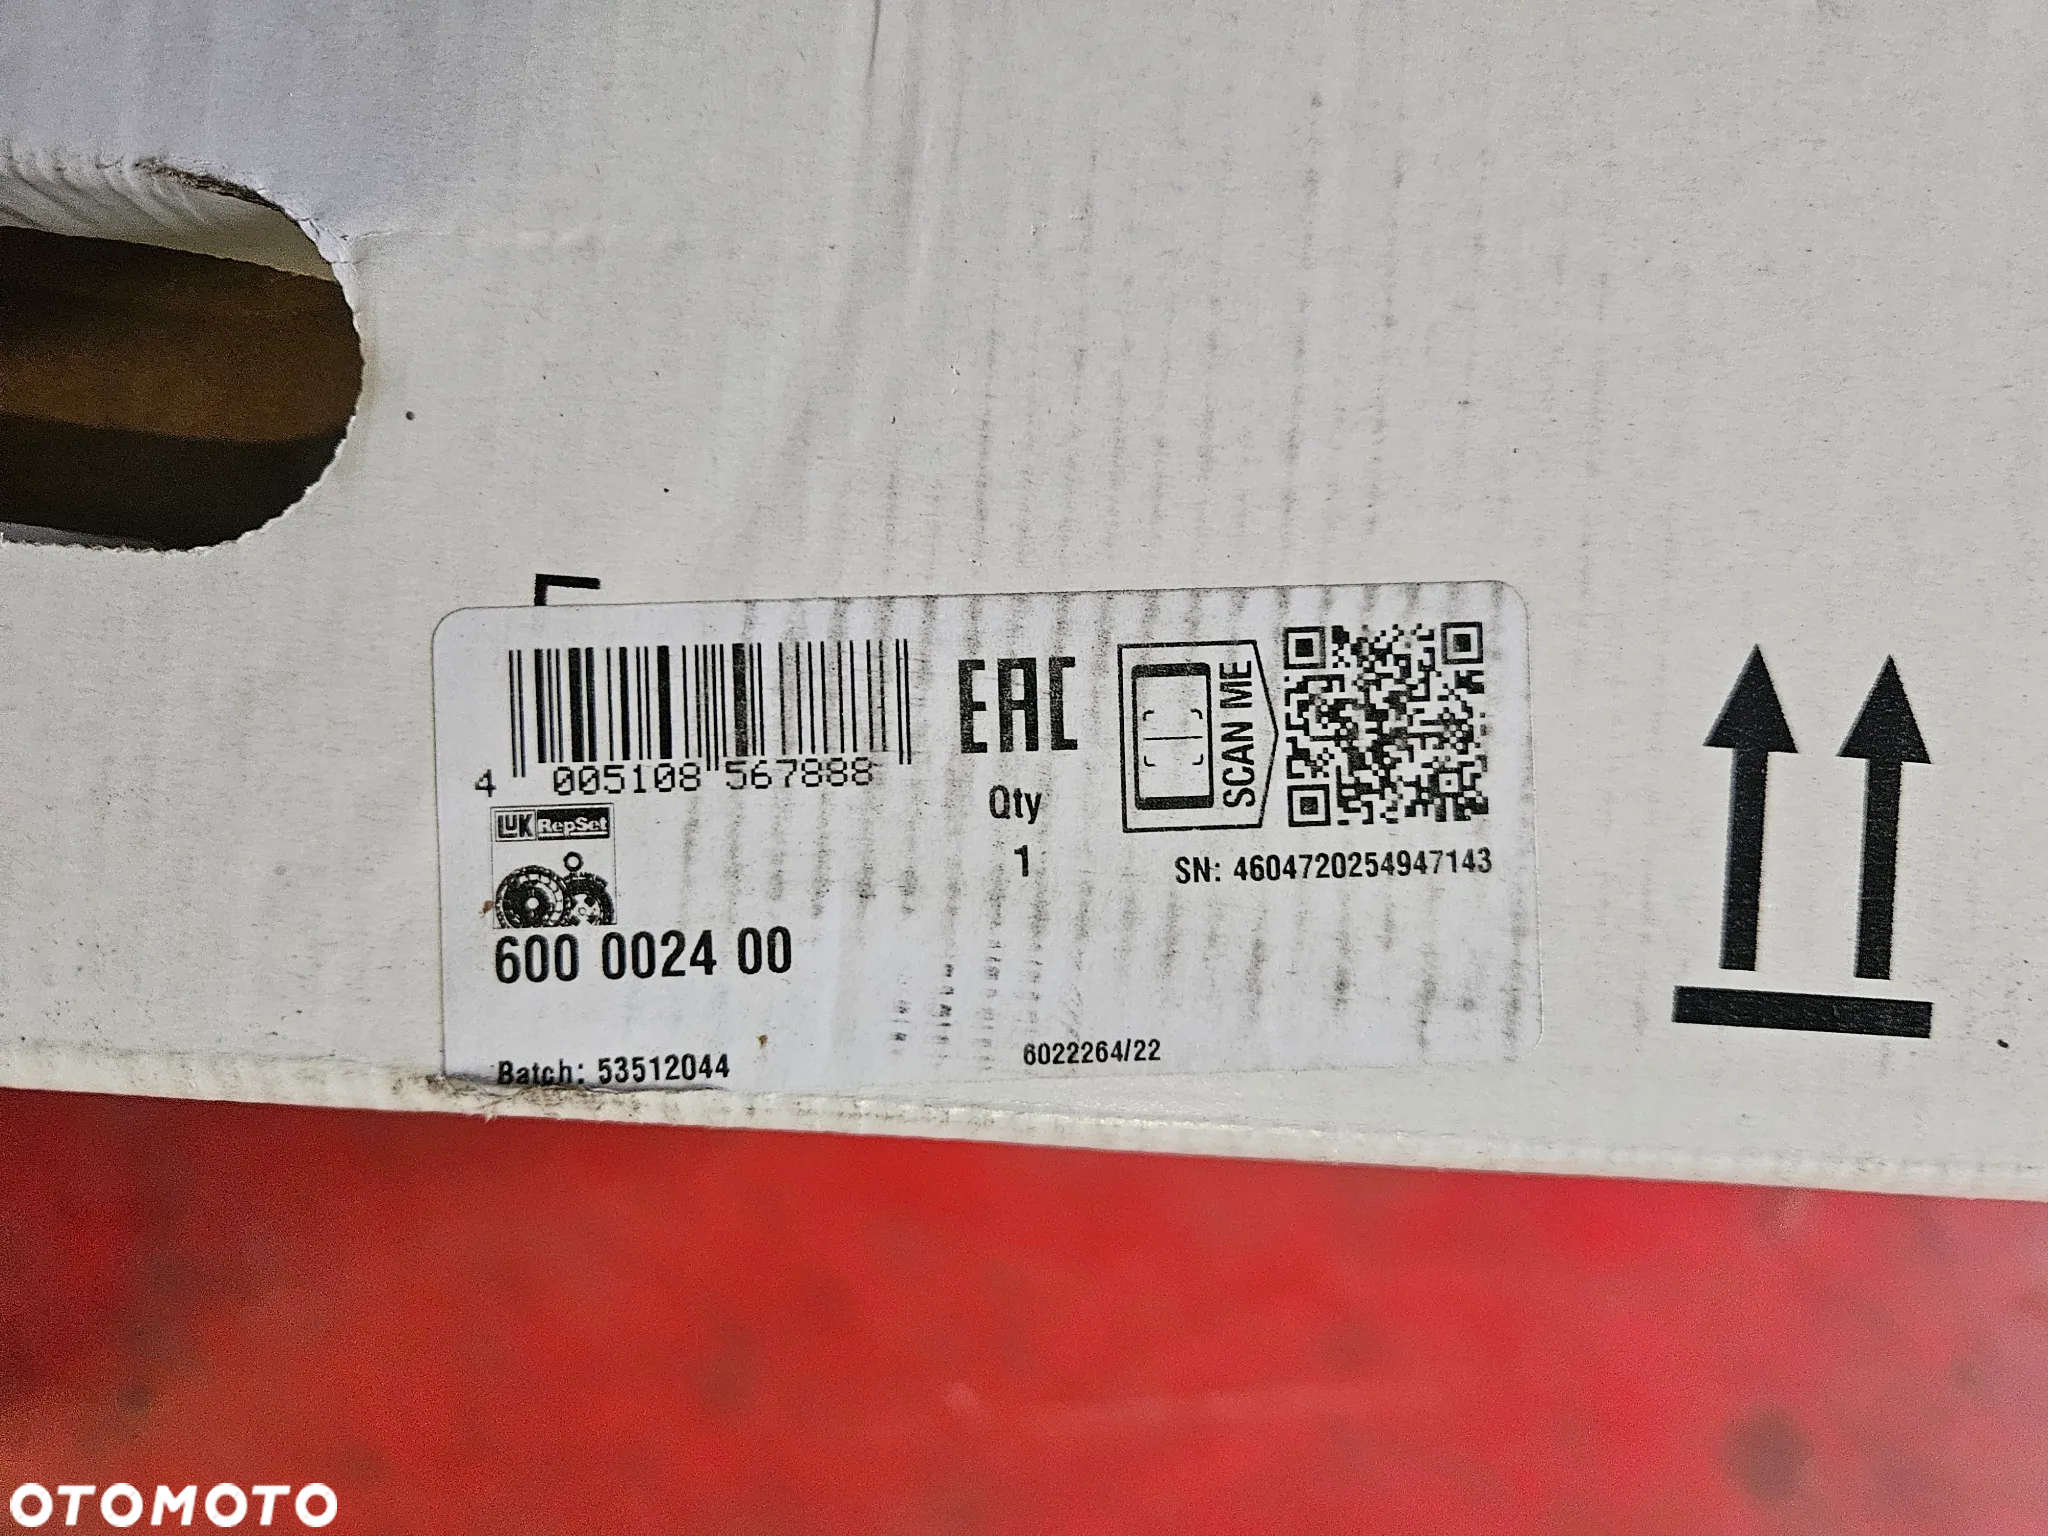 4 005108 567888
EAC
SCAN ME
Qty
1
SN: 4604720254947143
LUK RepSet
600 0024 00
Batch: 53512044
6022264/22
OTOMOTO